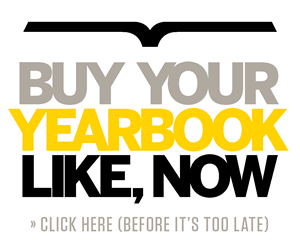 BUY YOUR
YEARBOOK
LIKE, NOW
» CLICK HERE (BEFORE IT'S TOO LATE)